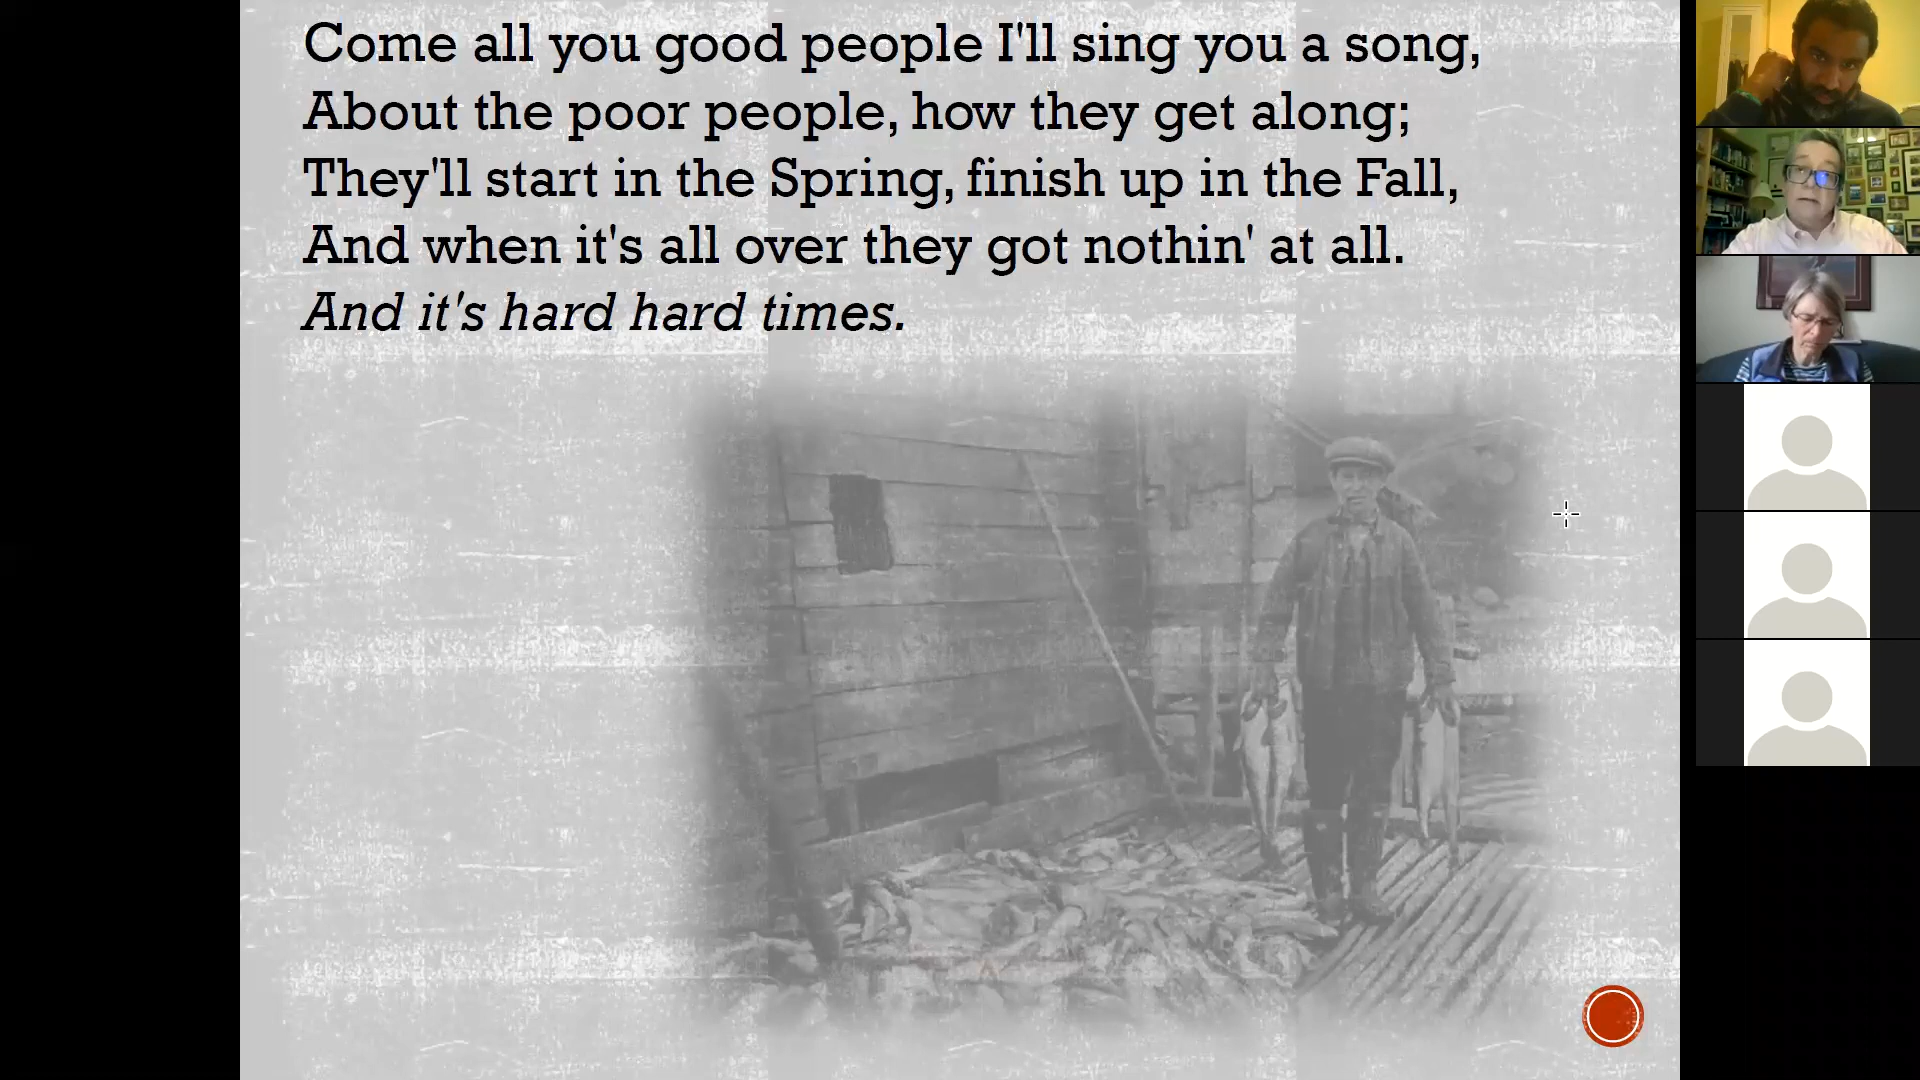 Come all you good people I'll sing you a song,
About the poor people, how they get along;
They'll start in the Spring, finish up in the Fall,
And when it's all over they got nothin' at all.
And it's hard hard times.